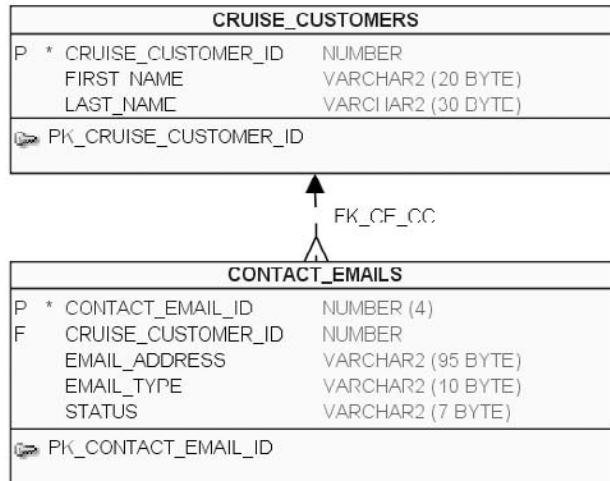 CRUISE_CUSTOMERS
P * CRUISE_CUSTOMER_ID NUMBER
FIRST_NAME VARCHAR2 (20 BYTE)
LAST_NAME VARCHAR2 (30 BYTE)
PK_CRUISE_CUSTOMER_ID
FK_CE_CC
CONTACT_EMAILS
P * CONTACT_EMAIL_ID NUMBER (4)
F CRUISE_CUSTOMER_ID NUMBER
EMAIL_ADDRESS VARCHAR2 (95 BYTE)
EMAIL_TYPE VARCHAR2 (10 BYTE)
STATUS VARCHAR2 (7 BYTE)
PK_CONTACT_EMAIL_ID